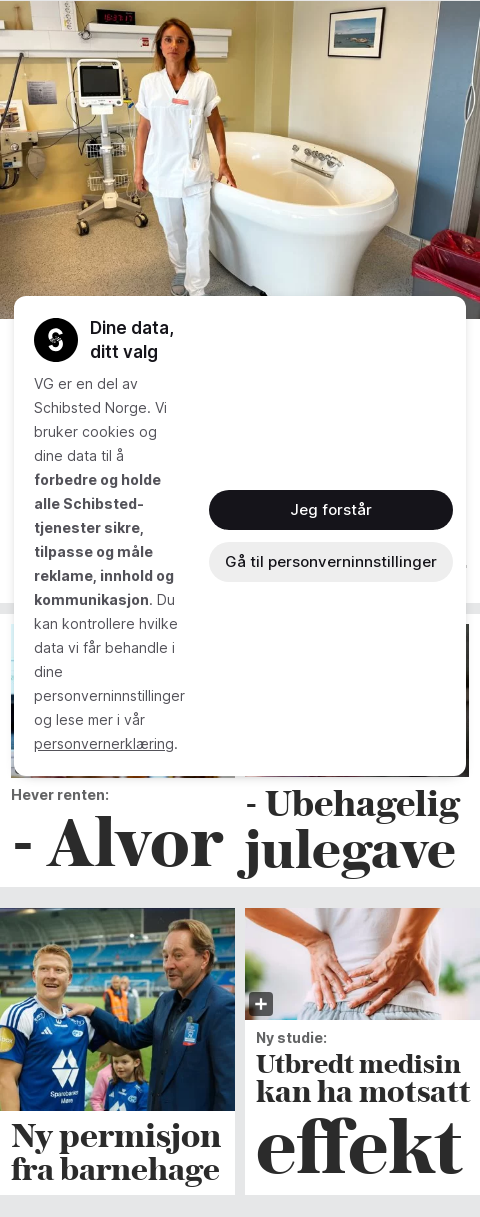 Dine data,
ditt valg
VG er en del av
Schibsted Norge. Vi
bruker cookies og
dine data til å
forbedre og holde
alle Schibsted-
tjenester sikre,
tilpasse og måle
reklame, innhold og
kommunikasjon. Du
kan kontrollere hvilke
data vi får behandle i
dine
personverninnstillinger
og lese mer i vår
personvernerklæring.
Jeg forstår
Gå til personverninnstillinger
Hever renten:
- Alvor
- Ubehagelig
julegave
Ny permisjon
fra barnehage
Ny studie:
Utbredt medisin
kan ha motsatt
effekt